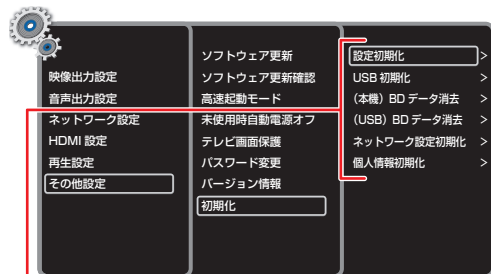 映像出力設定
音声出力設定
ネットワーク設定
HDMI 設定
再生設定
その他設定
ソフトウェア更新
ソフトウェア更新確認
高速起動モード
未使用時自動電源オフ
テレビ画面保護
パスワード変更
バージョン情報
初期化
設定初期化 >
USB 初期化 >
（本機）BD データ消去 >
（USB）BD データ消去 >
ネットワーク設定初期化 >
個人情報初期化 >